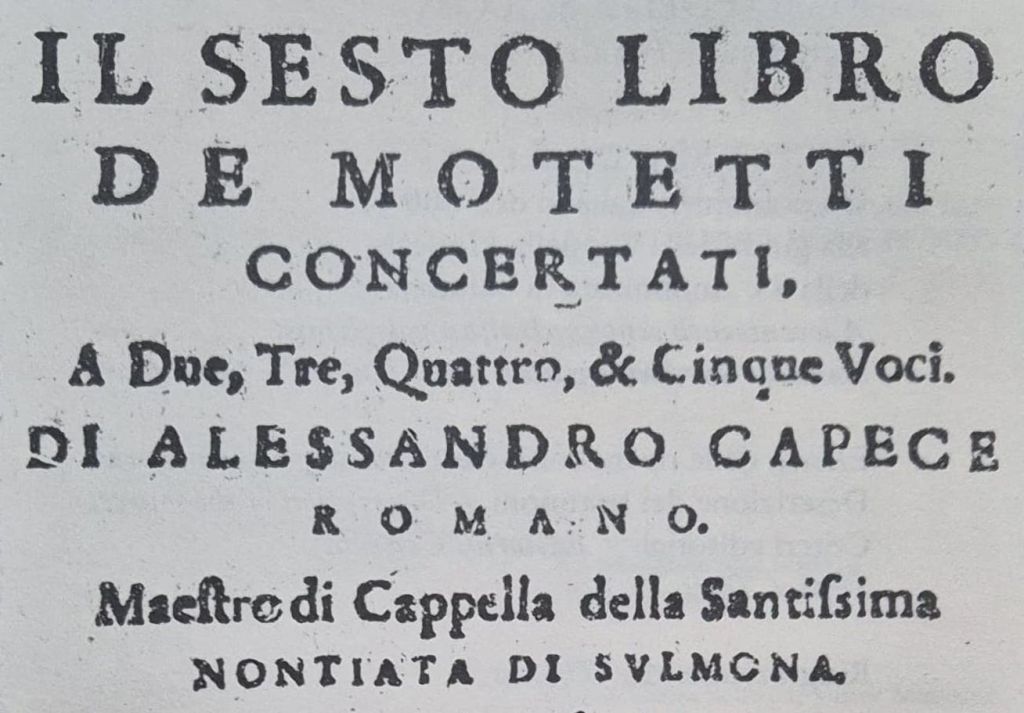 IL SESTO LIBRO
DE MOTETTI
CONCERTATI,
A Due, Tre, Quattro, & Cinque Voci.
DI ALESSANDRO CAPECE
ROMANO.
Maeſtro di Cappella della Santiſsima
NONTIATA DI SVLMONA.